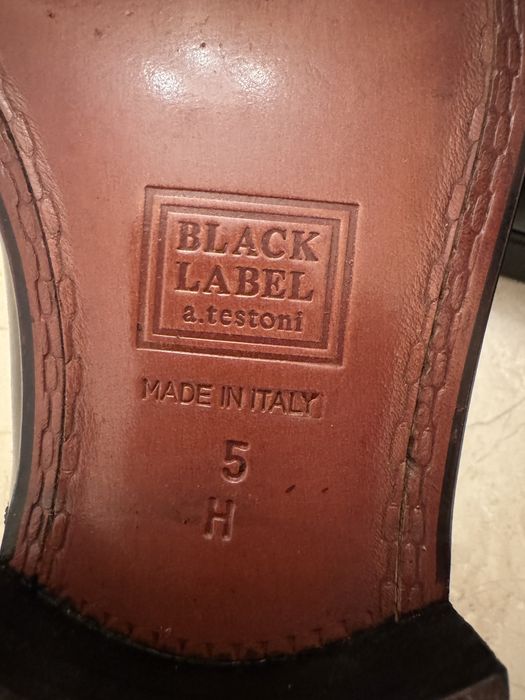 BLACK
LABEL
a.testoni
MADE IN ITALY
5
H